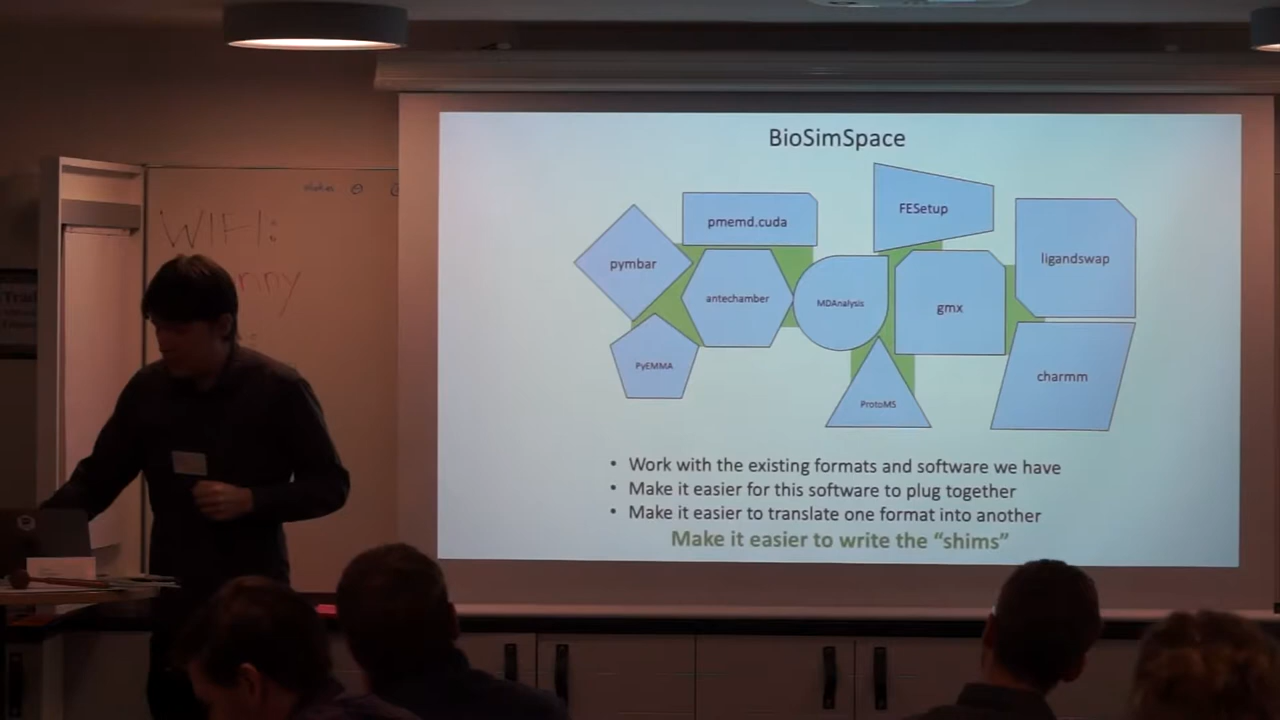 BioSimSpace
pmemd.cuda
FESetup
pymbar
ligandswap
antechamber
MDAnalysis
gmx
PyEMMA
charmm
ProtoMS
• Work with the existing formats and software we have
• Make it easier for this software to plug together
• Make it easier to translate one format into another
Make it easier to write the “shims”
WIFI: